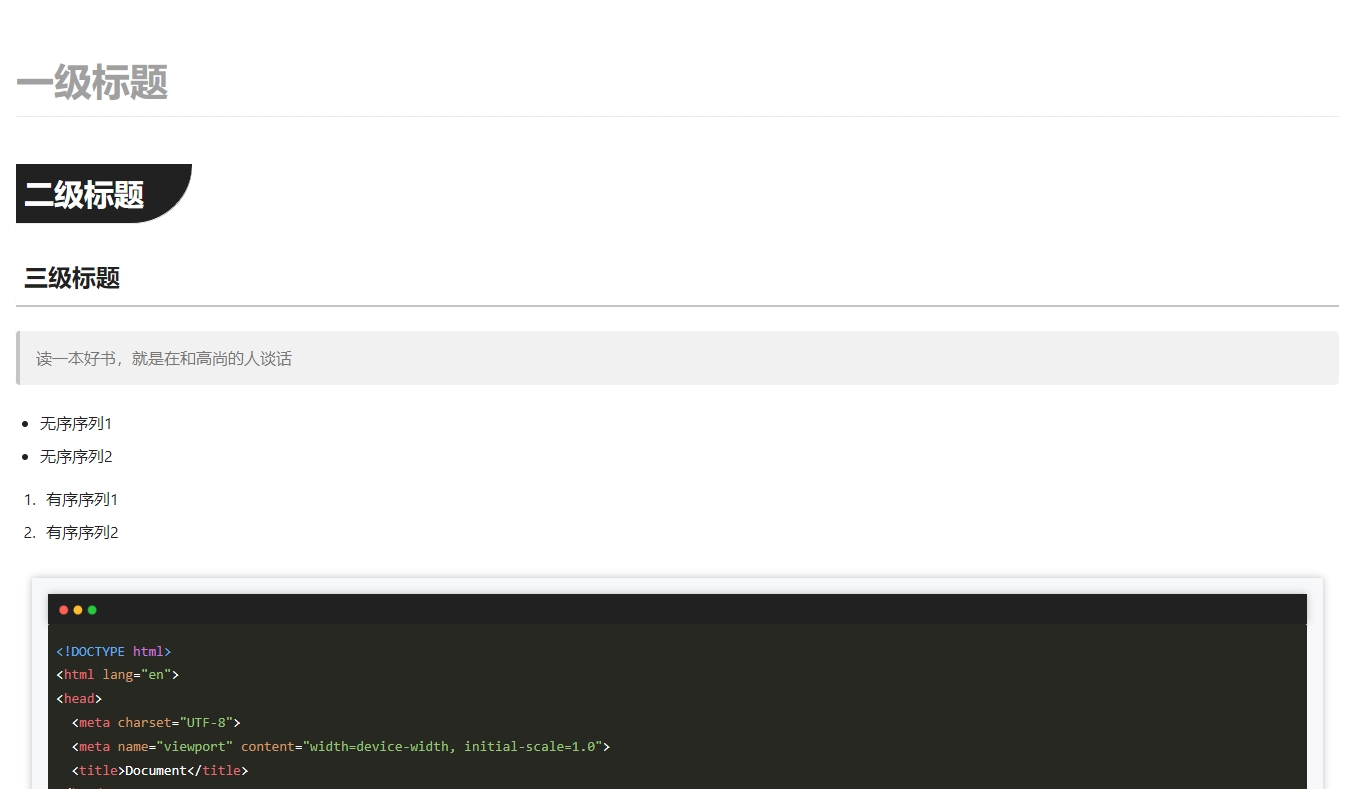 一级标题
二级标题
三级标题
读一本好书，就是在和高尚的人谈话
无序序列1
无序序列2
1. 有序序列1
2. 有序序列2
<!DOCTYPE html>
<html lang="en">
<head>
  <meta charset="UTF-8">
  <meta name="viewport" content="width=device-width, initial-scale=1.0">
  <title>Document</title>